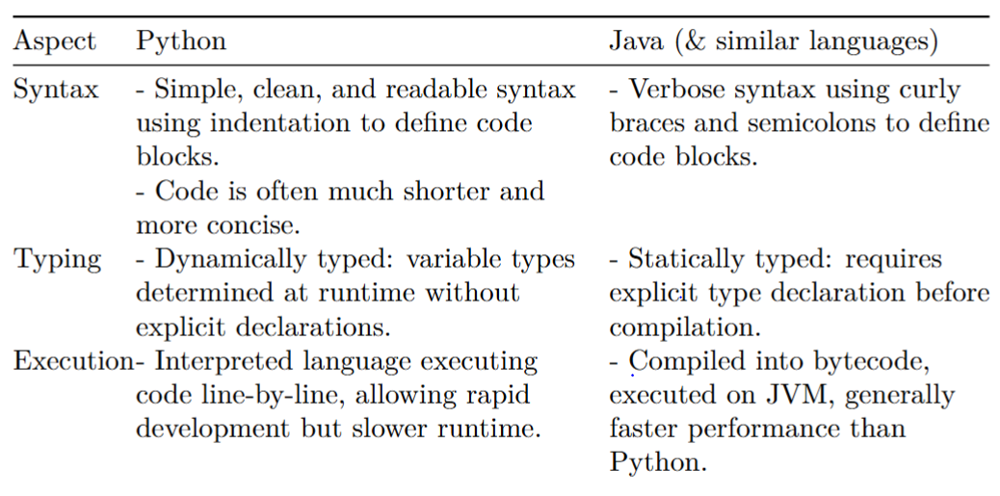 Aspect Python Java (& similar languages)
Syntax - Simple, clean, and readable syntax - Verbose syntax using curly
using indentation to define code braces and semicolons to define
blocks. code blocks.
- Code is often much shorter and
more concise.
Typing - Dynamically typed: variable types - Statically typed: requires
determined at runtime without explicit type declaration before
explicit declarations. compilation.
Execution- Interpreted language executing - Compiled into bytecode,
code line-by-line, allowing rapid executed on JVM, generally
development but slower runtime. faster performance than
Python.